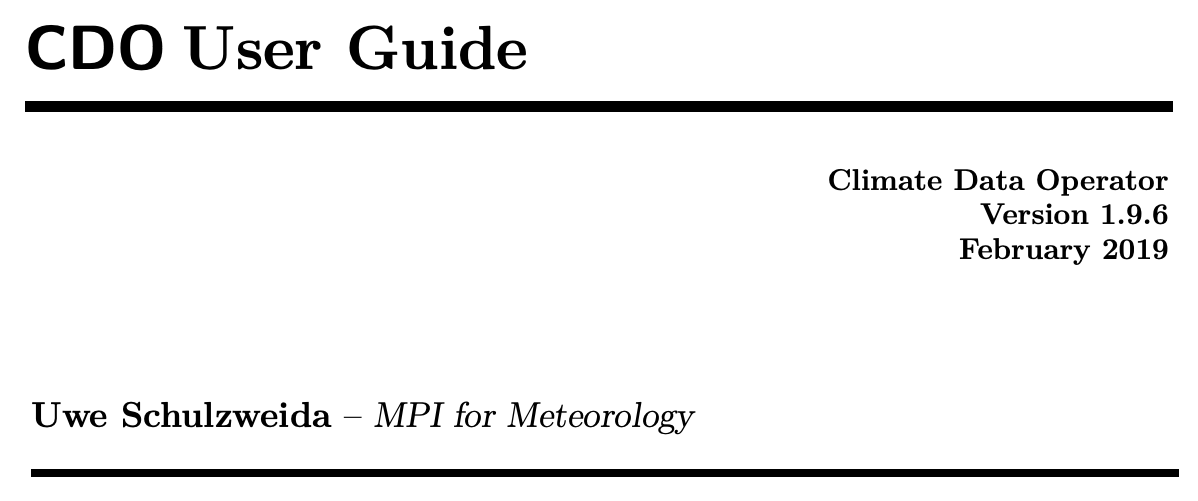 CDO User Guide
Climate Data Operator
Version 1.9.6
February 2019
Uwe Schulzweida – MPI for Meteorology